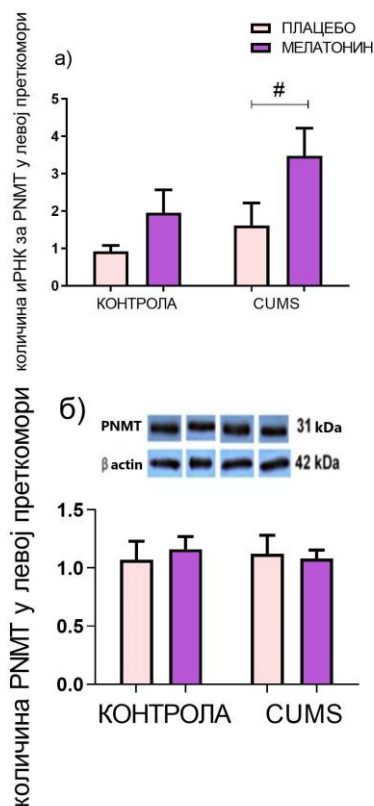 ПЛАЦЕБО
МЕЛАТОНИН
а)
#
количина иРНК за PNMT у левој преткомори
5
4
3
2
1
0
КОНТРОЛА CUMS
б)
PNMT 31 kDa
β actin 42 kDa
количина PNMT у левој преткомори
1.5
1.0
0.5
0.0
КОНТРОЛА CUMS